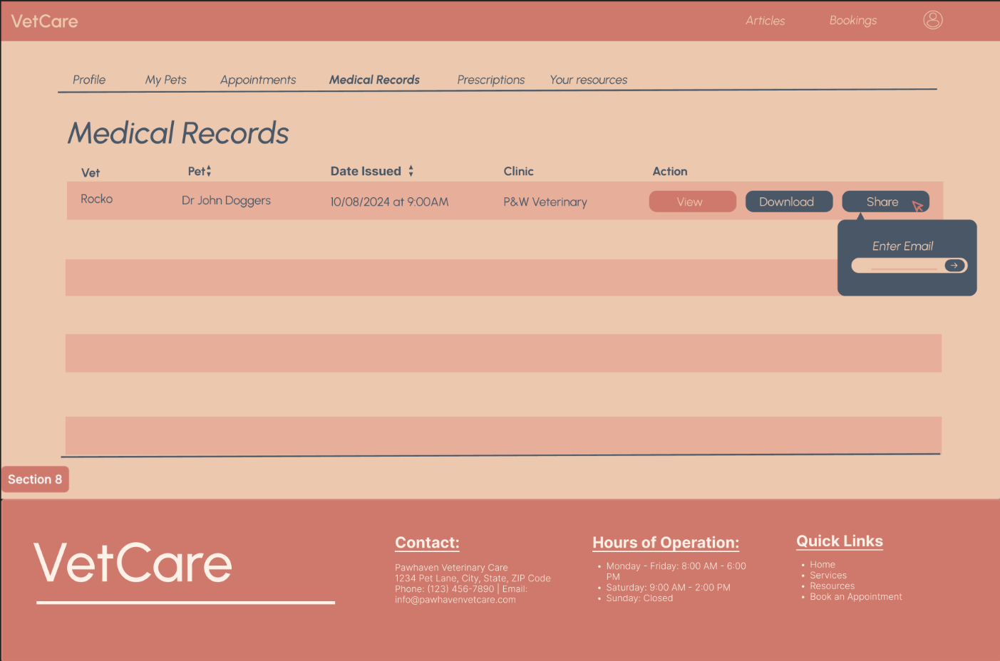 VetCare
Articles
Bookings
Profile
My Pets
Appointments
Medical Records
Prescriptions
Your resources
Medical Records
Vet
Pet
Date Issued
Clinic
Action
Rocko
Dr John Doggers
10/08/2024 at 9:00AM
P&W Veterinary
View
Download
Share
Enter Email
Section 8
VetCare
Contact:
Pawhaven Veterinary Care
1234 Pet Lane, City, State, ZIP Code
Phone: (123) 456-7890 | Email:
info@pawhavenvetcare.com
Hours of Operation:
• Monday - Friday: 8:00 AM - 6:00
PM
• Saturday: 9:00 AM - 2:00 PM
• Sunday: Closed
Quick Links
• Home
• Services
• Resources
• Book an Appointment